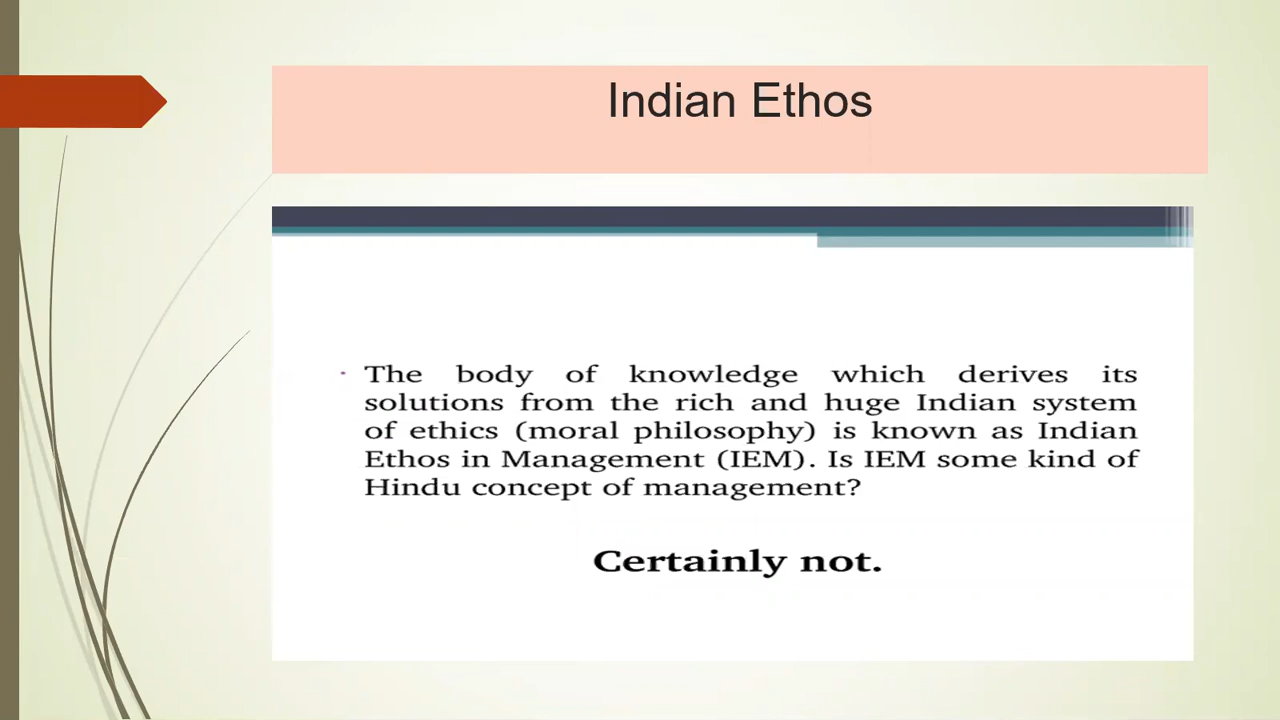 Indian Ethos
• The body of knowledge which derives its
solutions from the rich and huge Indian system
of ethics (moral philosophy) is known as Indian
Ethos in Management (IEM). Is IEM some kind of
Hindu concept of management?
Certainly not.